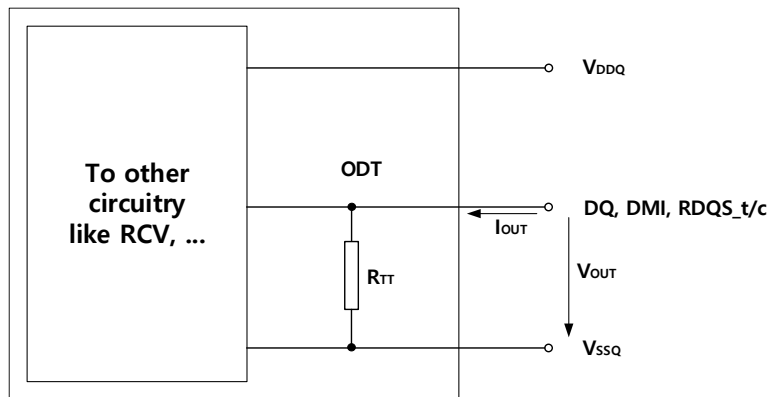 VDDQ
To other
circuitry
like RCV, ...
ODT
DQ, DMI, RDQS_t/c
IOUT
VOUT
RTT
VSSQ